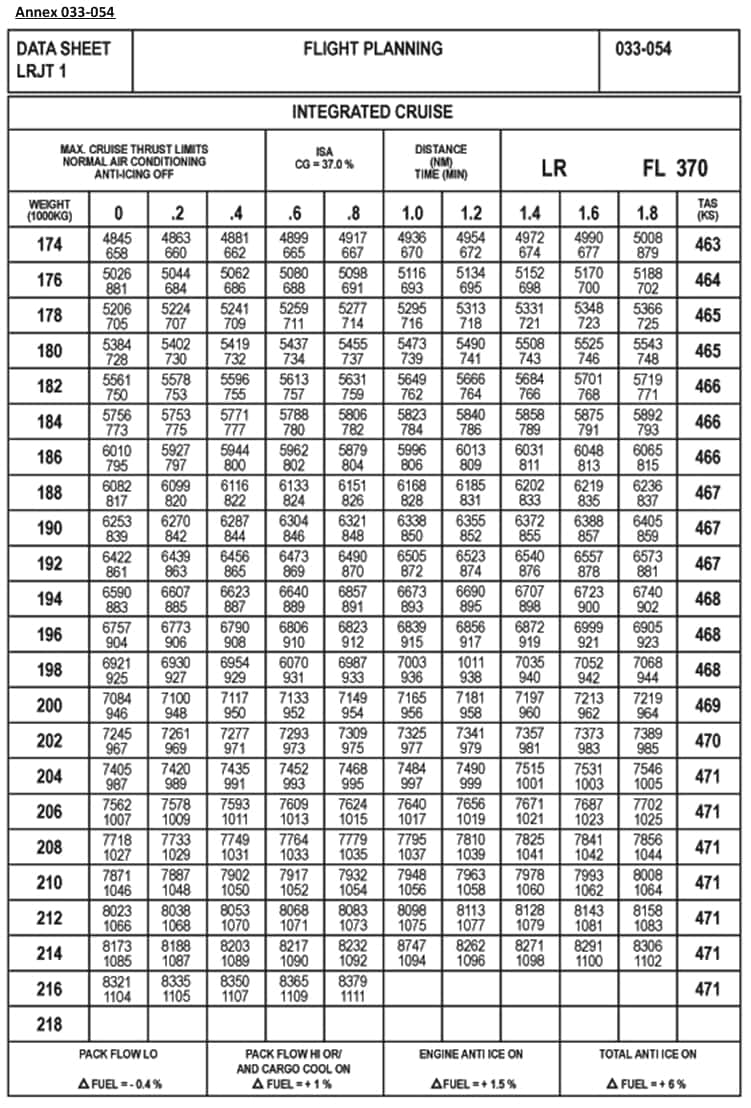 Annex 033-054
DATA SHEET
LRJT 1
FLIGHT PLANNING
033-054
INTEGRATED CRUISE
MAX. CRUISE THRUST LIMITS
NORMAL AIR CONDITIONING
ANTI-ICING OFF
ISA
CG = 37.0 %
DISTANCE
(NM)
TIME (MIN)
LR FL 370
WEIGHT
(1000KG)
0 .2 .4 .6 .8 1.0 1.2 1.4 1.6 1.8
TAS
(KS)
174
4845 4863 4881 4899 4917 4936 4954 4972 4990 5008
658 660 662 665 667 670 672 674 677 879
463
176
5026 5044 5062 5080 5098 5116 5134 5152 5170 5188
881 684 686 688 691 693 695 698 700 702
464
178
5206 5224 5241 5259 5277 5295 5313 5331 5348 5366
705 707 709 711 714 716 718 721 723 725
465
180
5384 5402 5419 5437 5455 5473 5490 5508 5525 5543
728 730 732 734 737 739 741 743 746 748
465
182
5561 5578 5596 5613 5631 5649 5666 5684 5701 5719
750 753 755 757 759 762 764 766 768 771
466
184
5756 5753 5771 5788 5806 5823 5840 5858 5875 5892
773 775 777 780 782 784 786 789 791 793
466
186
6010 5927 5944 5962 5879 5996 6013 6031 6048 6065
795 797 800 802 804 806 809 811 813 815
466
188
6082 6099 6116 6133 6151 6168 6185 6202 6219 6236
817 820 822 824 826 828 831 833 835 837
467
190
6253 6270 6287 6304 6321 6338 6355 6372 6388 6405
839 842 844 846 848 850 852 855 857 859
467
192
6422 6439 6456 6473 6490 6505 6523 6540 6557 6573
861 863 865 869 870 872 874 876 878 881
467
194
6590 6607 6623 6640 6857 6673 6690 6707 6723 6740
883 885 887 889 891 893 895 898 900 902
468
196
6757 6773 6790 6806 6823 6839 6856 6872 6999 6905
904 906 908 910 912 915 917 919 921 923
468
198
6921 6930 6954 6070 6987 7003 1011 7035 7052 7068
925 927 929 931 933 936 938 940 942 944
468
200
7084 7100 7117 7133 7149 7165 7181 7197 7213 7219
946 948 950 952 954 956 958 960 962 964
469
202
7245 7261 7277 7293 7309 7325 7341 7357 7373 7389
967 969 971 973 975 977 979 981 983 985
470
204
7405 7420 7435 7452 7468 7484 7490 7515 7531 7546
987 989 991 993 995 997 999 1001 1003 1005
471
206
7562 7578 7593 7609 7624 7640 7656 7671 7687 7702
1007 1009 1011 1013 1015 1017 1019 1021 1023 1025
471
208
7718 7733 7749 7764 7779 7795 7810 7825 7841 7856
1027 1029 1031 1033 1035 1037 1039 1041 1042 1044
471
210
7871 7887 7902 7917 7932 7948 7963 7978 7993 8008
1046 1048 1050 1052 1054 1056 1058 1060 1062 1064
471
212
8023 8038 8053 8068 8083 8098 8113 8128 8143 8158
1066 1068 1070 1071 1073 1075 1077 1079 1081 1083
471
214
8173 8188 8203 8217 8232 8747 8262 8271 8291 8306
1085 1087 1089 1090 1092 1094 1096 1098 1100 1102
471
216
8321 8335 8350 8365 8379
1104 1105 1107 1109 1111
471
218
PACK FLOW LO
Δ FUEL = - 0.4 %
PACK FLOW HI OR/
AND CARGO COOL ON
Δ FUEL = + 1 %
ENGINE ANTI ICE ON
Δ FUEL = + 1.5 %
TOTAL ANTI ICE ON
Δ FUEL = + 6 %